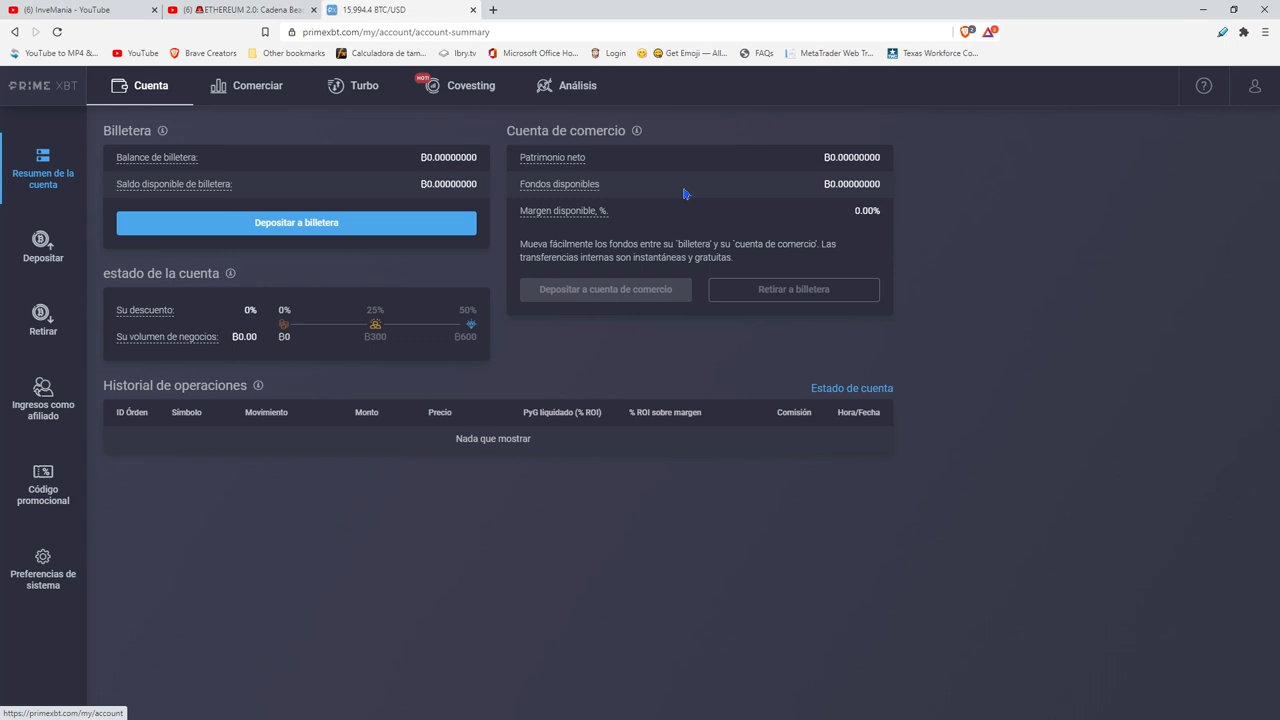 (6) InveMania - YouTube
(6) 🚨ETHEREUM 2.0: Cadena Bea
15,994.4 BTC/USD
primexbt.com/my/account/account-summary
YouTube to MP4 &...
YouTube
Brave Creators
Other bookmarks
Calculadora de tam...
lbry.tv
Microsoft Office Ho...
Login
Get Emoji — All...
FAQs
MetaTrader Web Tr...
Texas Workforce Co...
PRIME XBT
Cuenta
Comerciar
Turbo
HOT!
Covesting
Análisis
Resumen de la
cuenta
Depositar
Retirar
Ingresos como
afiliado
Código
promocional
Preferencias de
sistema
Billetera
Balance de billetera: ₿0.00000000
Saldo disponible de billetera: ₿0.00000000
Depositar a billetera
estado de la cuenta
Su descuento: 0% 0% 25% 50%
Su volumen de negocios: ₿0.00 ₿0 ₿300 ₿600
Cuenta de comercio
Patrimonio neto ₿0.00000000
Fondos disponibles ₿0.00000000
Margen disponible, %. 0.00%
Mueva fácilmente los fondos entre su `billetera' y su `cuenta de comercio'. Las
transferencias internas son instantáneas y gratuitas.
Depositar a cuenta de comercio
Retirar a billetera
Historial de operaciones
Estado de cuenta
ID Órden Símbolo Movimiento Monto Precio PyG liquidado (% ROI) % ROI sobre margen Comisión Hora/Fecha
Nada que mostrar
https://primexbt.com/my/account